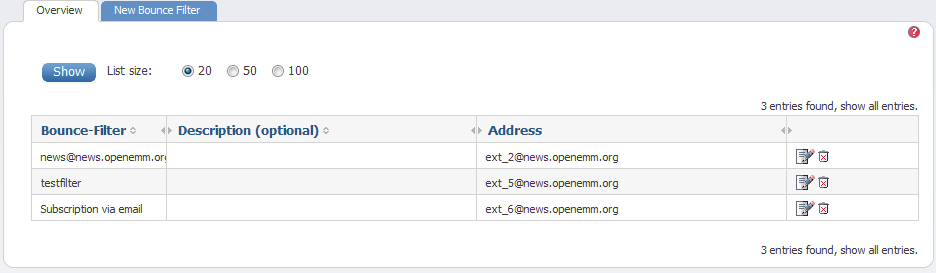 Overview New Bounce Filter
?
Show List size: 20 50 100
3 entries found, show all entries.
Bounce-Filter Description (optional) Address
news@news.openemm.org ext_2@news.openemm.org
testfilter ext_5@news.openemm.org
Subscription via email ext_6@news.openemm.org
3 entries found, show all entries.